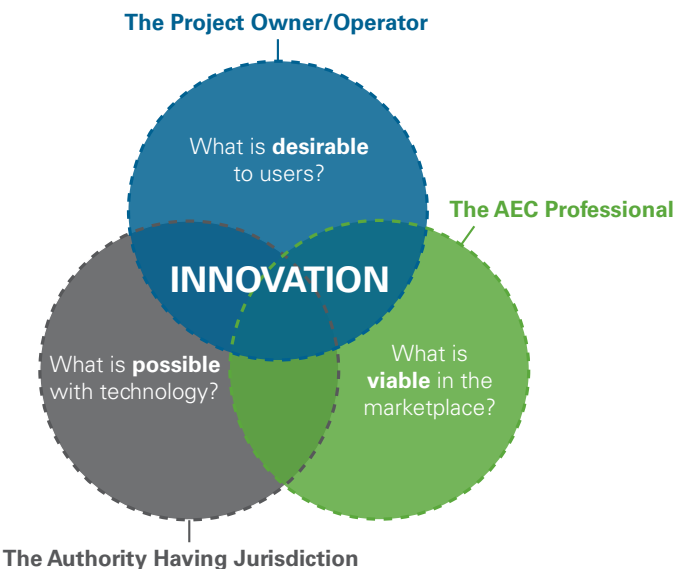 The Project Owner/Operator
What is desirable
to users?
The AEC Professional
INNOVATION
What is possible
with technology?
What is
viable in the
marketplace?
The Authority Having Jurisdiction